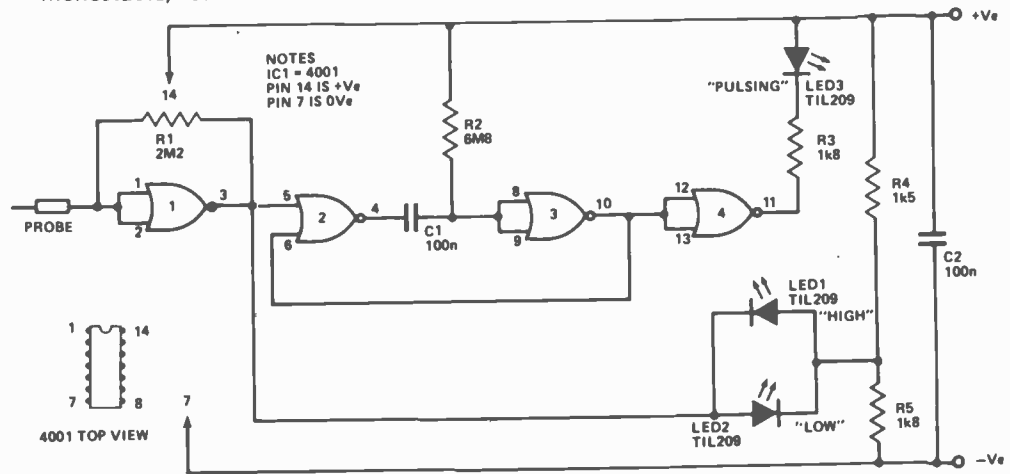 +Ve
NOTES
IC1 = 4001
PIN 14 IS +Ve
PIN 7 IS 0Ve
14
R1
2M2
R2
6M8
"PULSING"
LED3
TIL209
R3
1k8
R4
1k5
PROBE
1
2
1
3
5
6
2
4
C1
100n
8
9
3
10
12
13
4
11
C2
100n
LED1
TIL209
"HIGH"
LED2
TIL209
"LOW"
R5
1k8
1
14
7
8
4001 TOP VIEW
7
-Ve